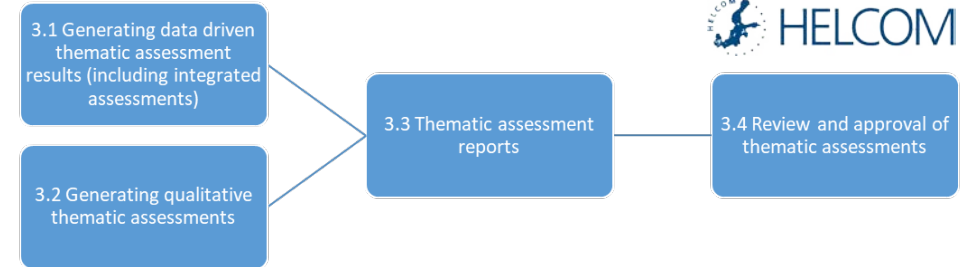 3.1 Generating data driven
thematic assessment
results (including integrated
assessments)
3.2 Generating qualitative
thematic assessments
3.3 Thematic assessment
reports
3.4 Review and approval of
thematic assessments
HELCOM
HELCOM